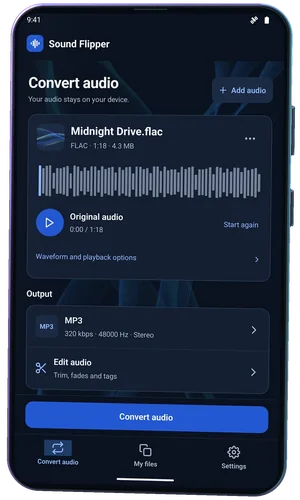 9:41
Sound Flipper
Convert audio
+ Add audio
Your audio stays on your device.
Midnight Drive.flac
FLAC · 1:18 · 4.3 MB
Original audio
0:00 / 1:18
Start again
Waveform and playback options
Output
MP3
MP3
320 kbps · 48000 Hz · Stereo
Edit audio
Trim, fades and tags
Convert audio
Convert audio
My files
Settings